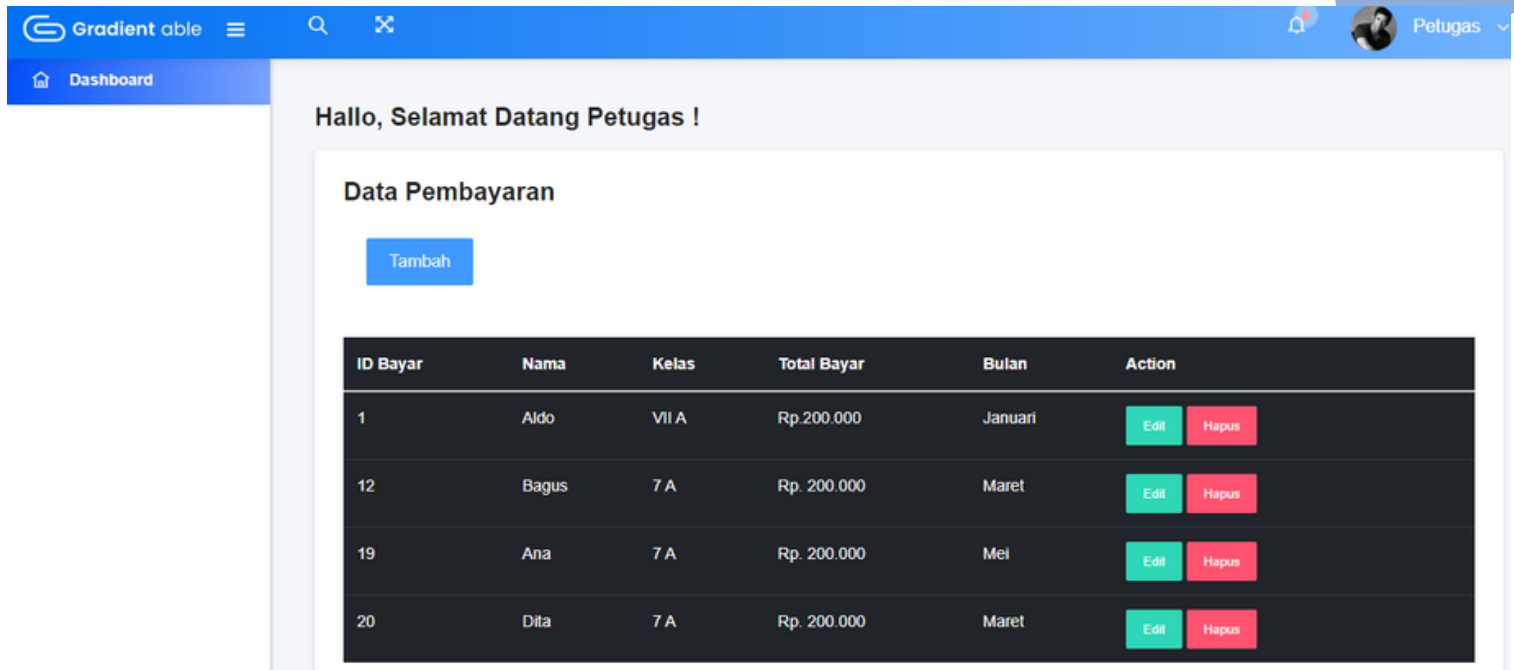 Gradient able
Petugas
Dashboard
Hallo, Selamat Datang Petugas !
Data Pembayaran
Tambah
ID Bayar Nama Kelas Total Bayar Bulan Action
1 Aldo VII A Rp.200.000 Januari Edit Hapus
12 Bagus 7 A Rp. 200.000 Maret Edit Hapus
19 Ana 7 A Rp. 200.000 Mei Edit Hapus
20 Dita 7 A Rp. 200.000 Maret Edit Hapus